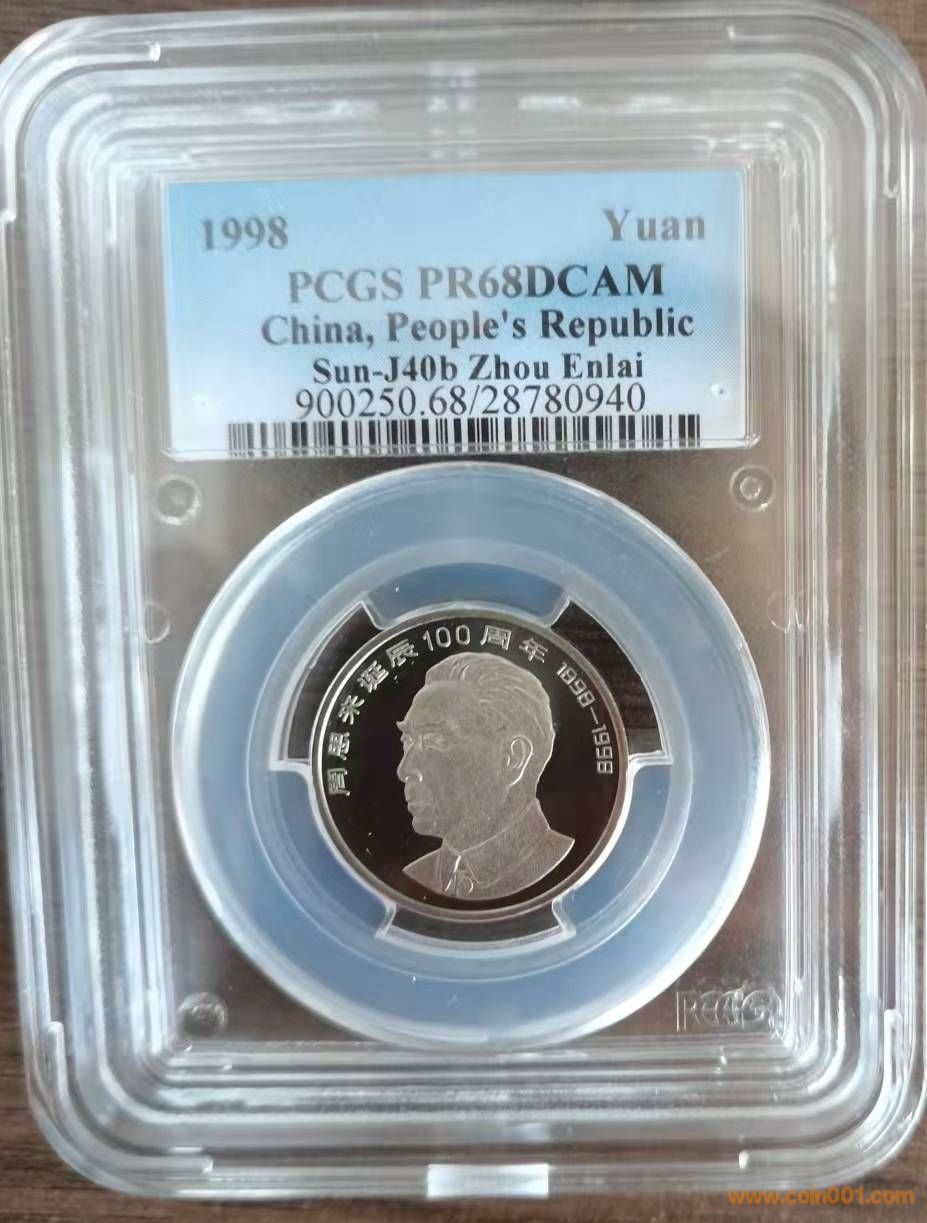 1998 Yuan
PCGS PR68DCAM
China, People's Republic
Sun-J40b Zhou Enlai
900250.68/28780940
周恩来诞辰100周年 1898-1998
PCGS
www.coin001.com